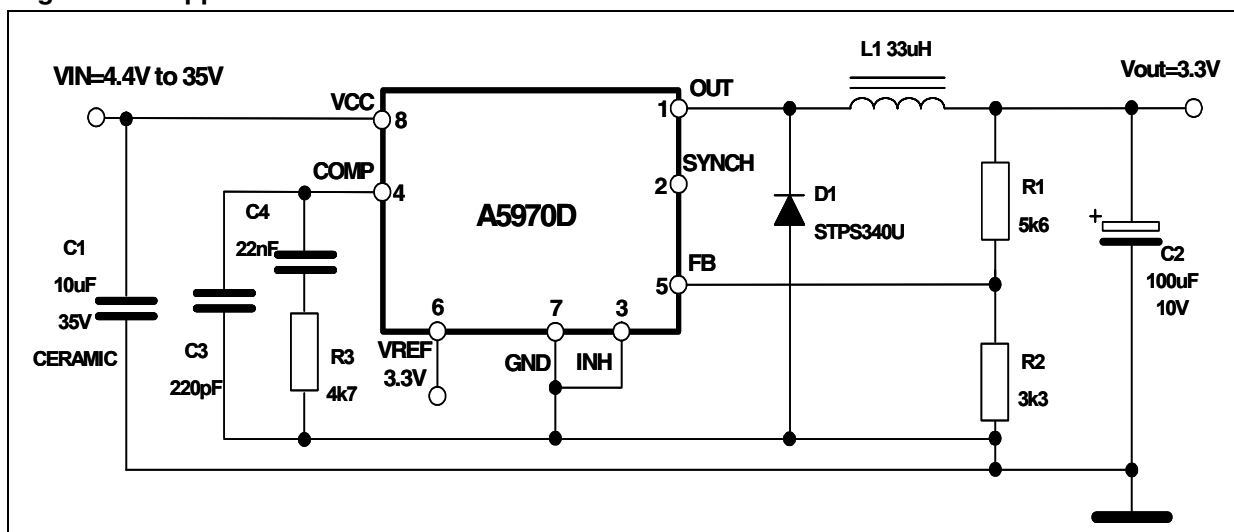 VIN=4.4V to 35V
VCC
8
COMP
4
C4
22nF
C1
10uF
35V
CERAMIC
C3
220pF
R3
4k7
A5970D
6
VREF
3.3V
7
GND
3
INH
OUT
1
SYNCH
2
FB
5
L1 33uH
D1
STPS340U
R1
5k6
R2
3k3
Vout=3.3V
+
C2
100uF
10V